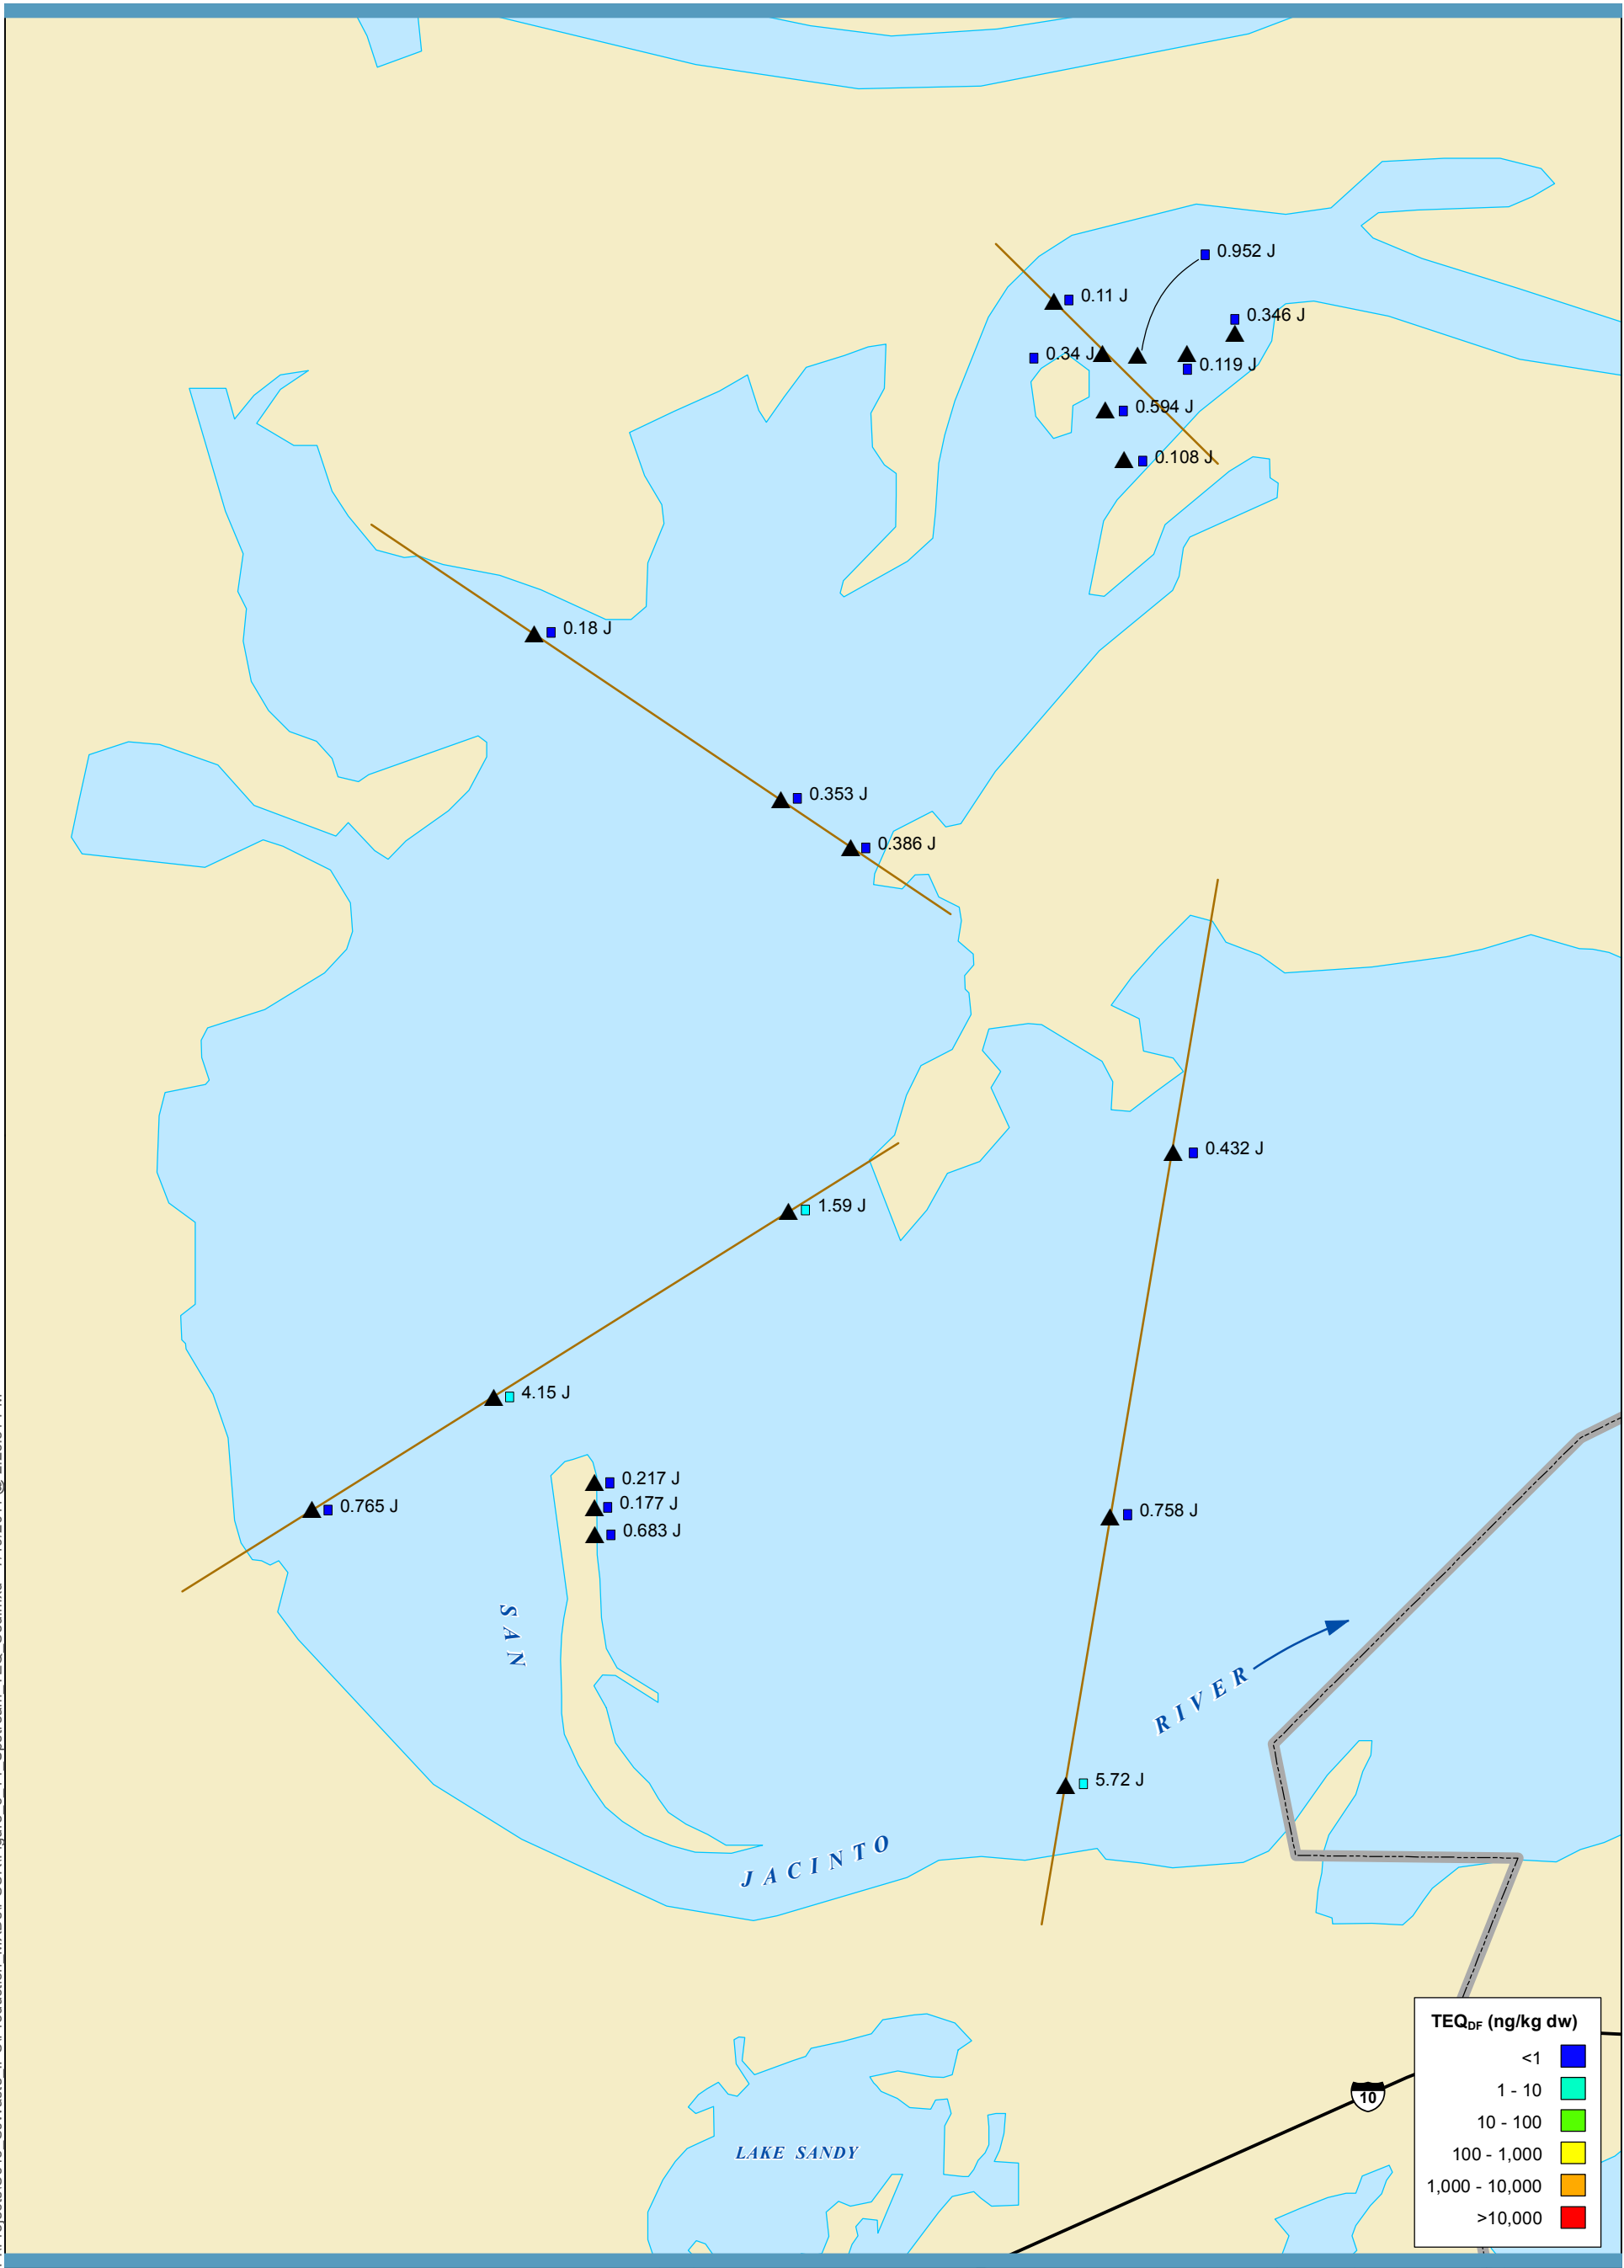 0.952 J
0.11 J
0.346 J
0.34 J
0.119 J
0.594 J
0.108 J
0.18 J
0.353 J
0.386 J
0.432 J
1.59 J
4.15 J
0.217 J
0.177 J
0.683 J
0.765 J
0.758 J
SAN
RIVER
5.72 J
JACINTO
LAKE SANDY
10
TEQDF (ng/kg dw)
<1
1 - 10
10 - 100
100 - 1,000
1,000 - 10,000
>10,000